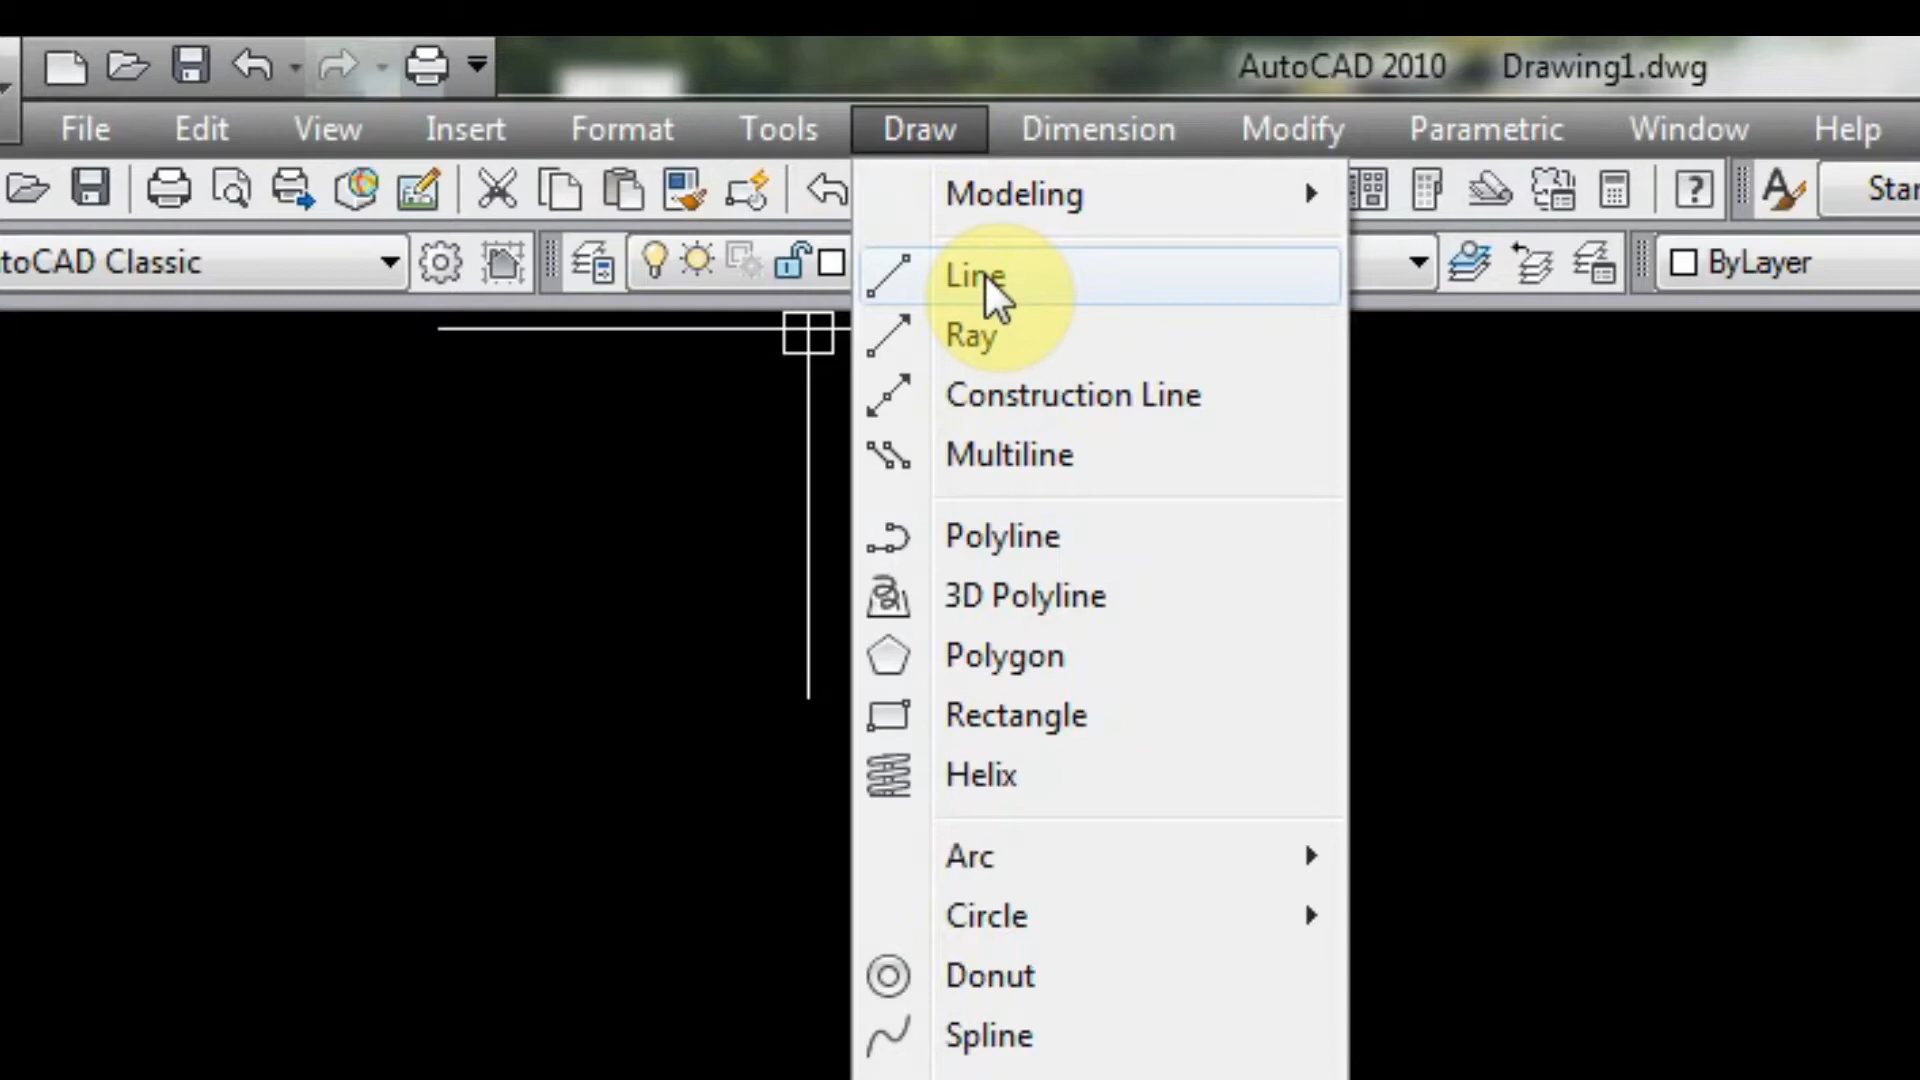 AutoCAD 2010 Drawing1.dwg
File Edit View Insert Format Tools Draw Dimension Modify Parametric Window Help
Modeling
toCAD Classic
ByLayer
Line
Ray
Construction Line
Multiline
Polyline
3D Polyline
Polygon
Rectangle
Helix
Arc
Circle
Donut
Spline